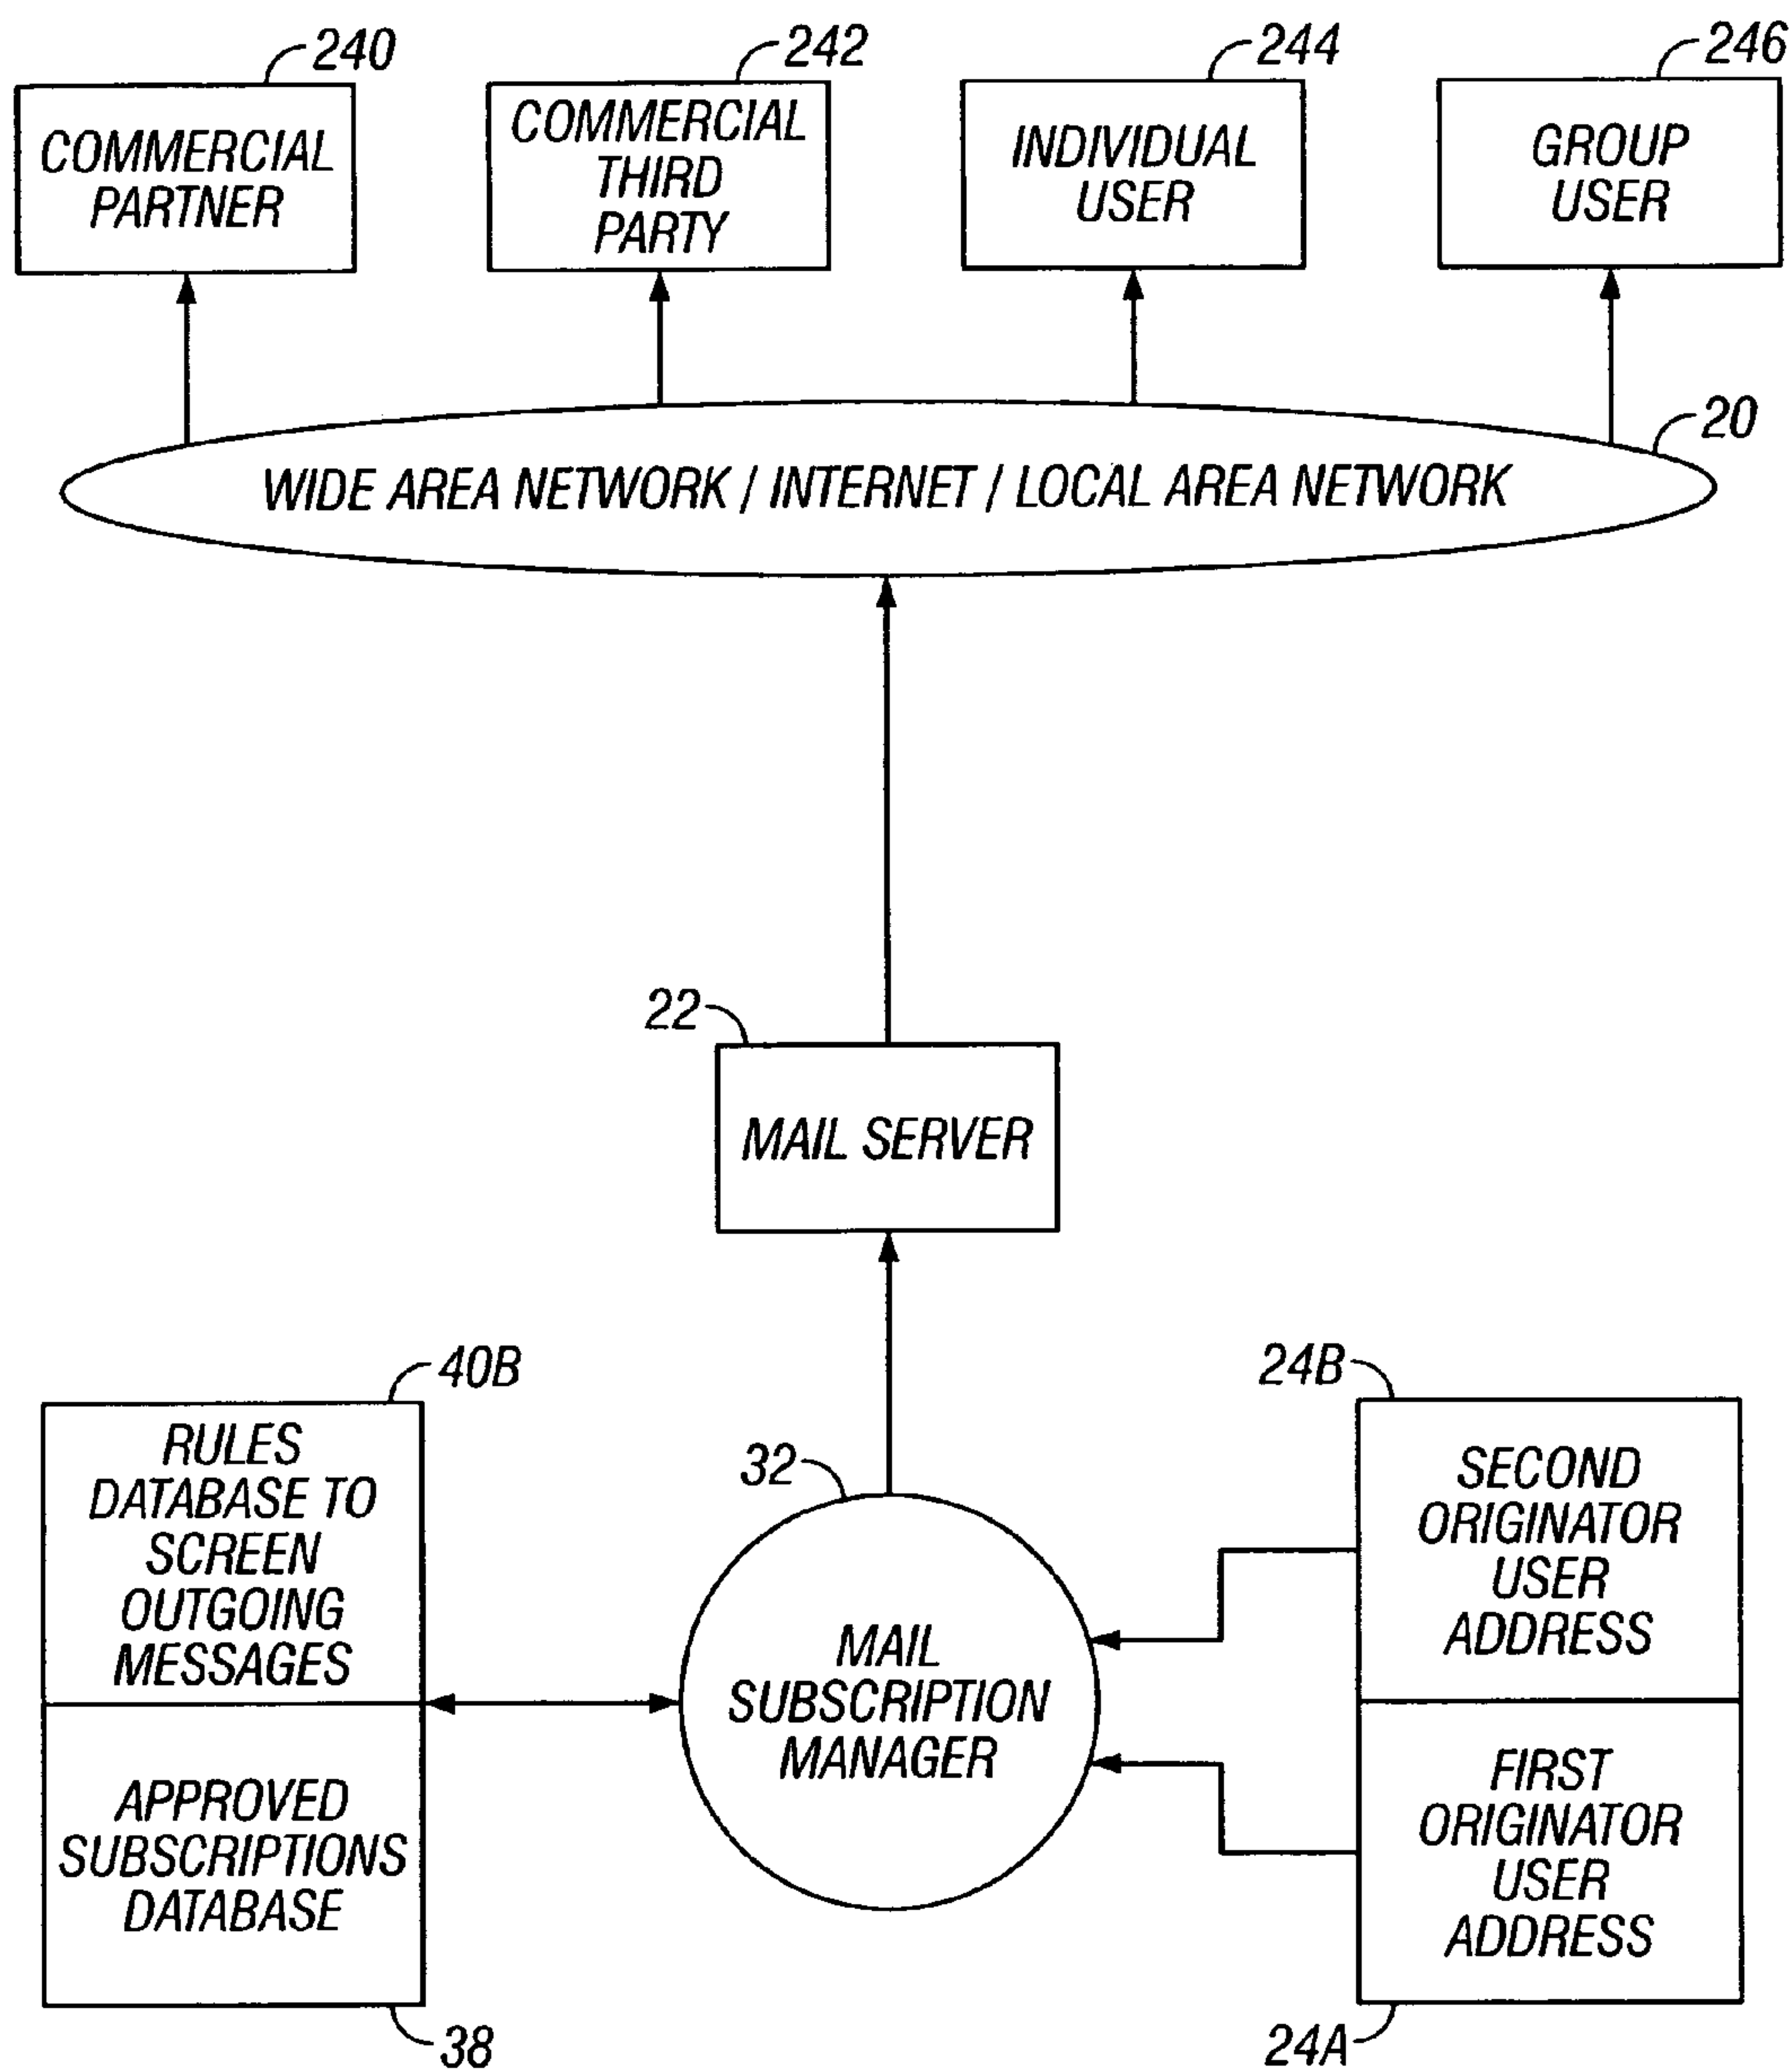 240
COMMERCIAL
PARTNER
242
COMMERCIAL
THIRD
PARTY
244
INDIVIDUAL
USER
246
GROUP
USER
20
WIDE AREA NETWORK / INTERNET / LOCAL AREA NETWORK
22
MAIL SERVER
40B
RULES
DATABASE TO
SCREEN
OUTGOING
MESSAGES
APPROVED
SUBSCRIPTIONS
DATABASE
38
32
MAIL
SUBSCRIPTION
MANAGER
24B
SECOND
ORIGINATOR
USER
ADDRESS
FIRST
ORIGINATOR
USER
ADDRESS
24A